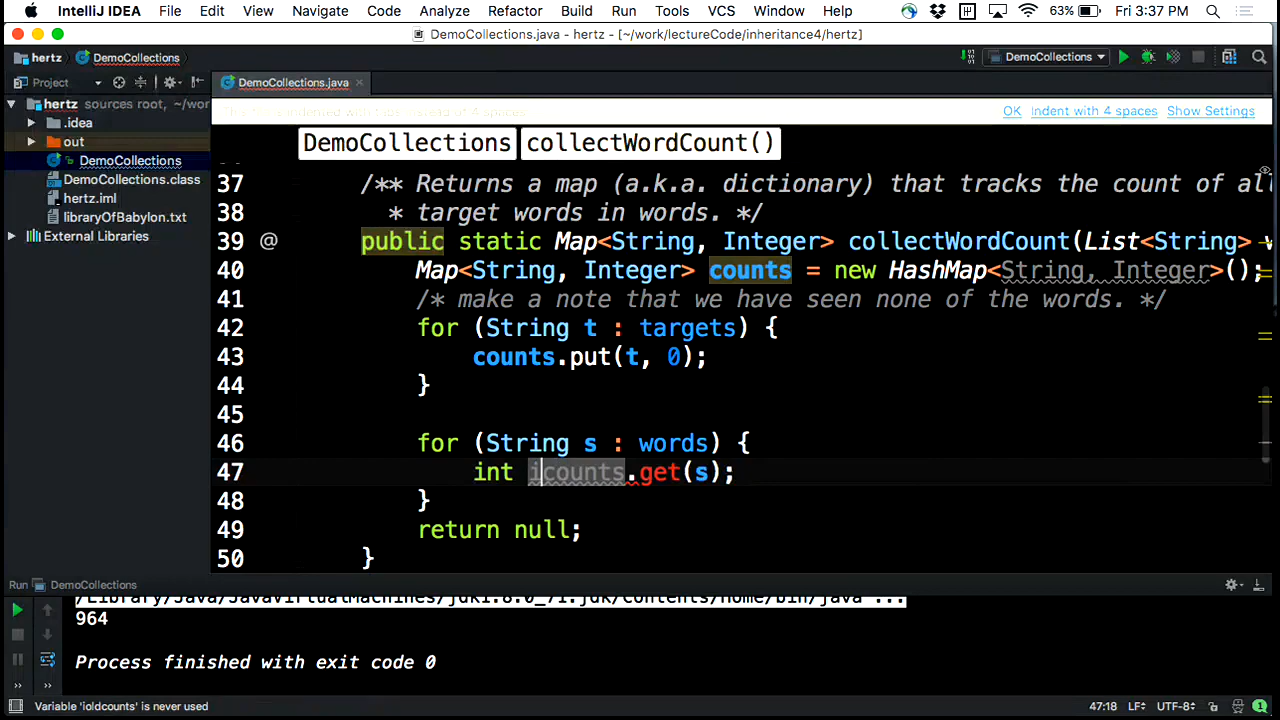 IntelliJ IDEA File Edit View Navigate Code Analyze Refactor Build Run Tools VCS Window Help 63% Fri 3:37 PM
DemoCollections.java - hertz - [~/work/lectureCode/inheritance4/hertz]
hertz DemoCollections DemoCollections
Project DemoCollections.java
hertz sources root, ~/wor
OK Indent with 4 spaces Show Settings
.idea
out
DemoCollections
DemoCollections.class
hertz.iml
libraryOfBabylon.txt
External Libraries
DemoCollections collectWordCount()
37 /** Returns a map (a.k.a. dictionary) that tracks the count of al
38 * target words in words. */
39 @ public static Map<String, Integer> collectWordCount(List<String>
40 Map<String, Integer> counts = new HashMap<String, Integer>();
41 /* make a note that we have seen none of the words. */
42 for (String t : targets) {
43 counts.put(t, 0);
44 }
45
46 for (String s : words) {
47 int icounts.get(s);
48 }
49 return null;
50 }
Run DemoCollections
/Library/Java/JavaVirtualMachines/jdk1.8.0_71.jdk/Contents/Home/bin/java ...
964
Process finished with exit code 0
Variable 'ioldcounts' is never used 47:18 LF UTF-8 1